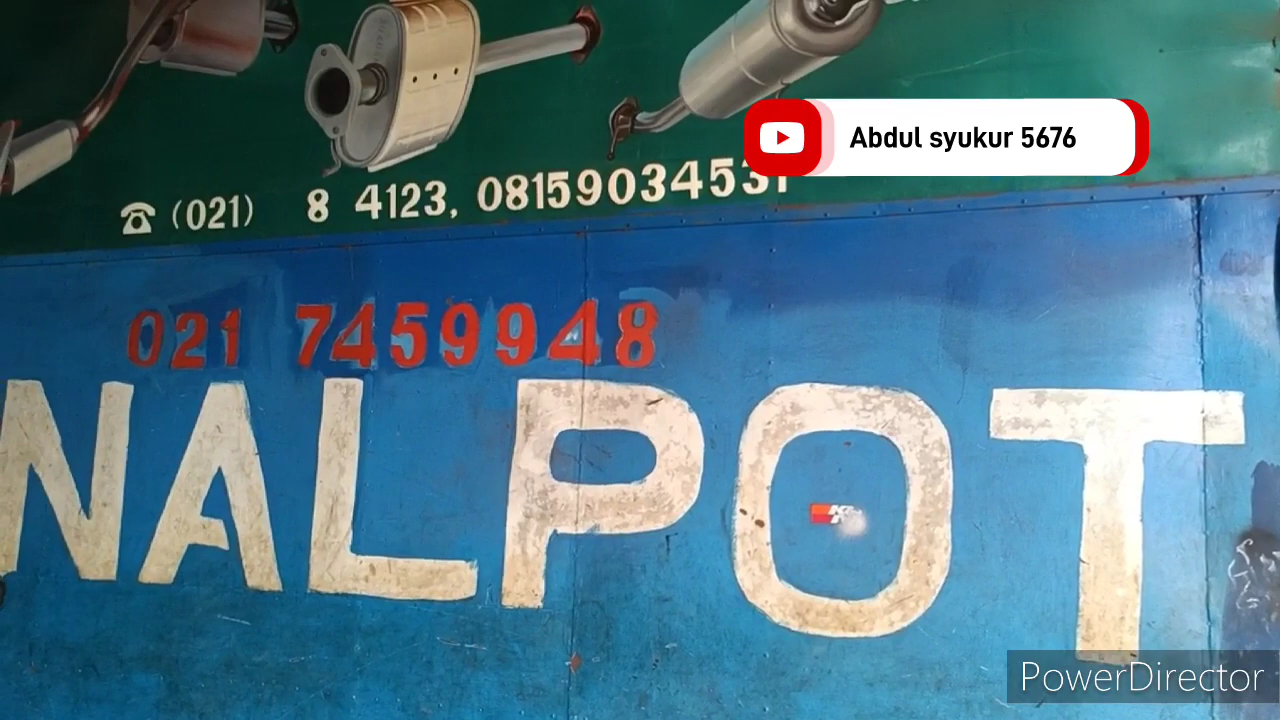 Abdul syukur 5676
(021) 8 4123, 08159034531
021 7459948
NALPOT
PowerDirector